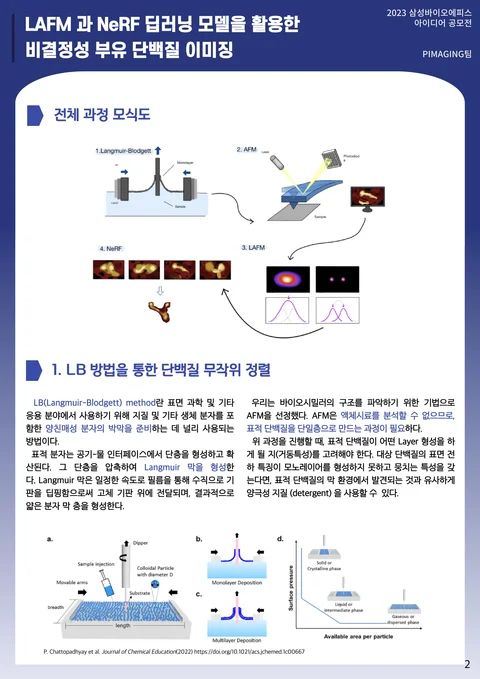 LAFM 과 NeRF 딥러닝 모델을 활용한
비결정성 부유 단백질 이미징
2023 삼성바이오에피스
아이디어 공모전
PIMAGING팀
전체 과정 모식도
1.Langmuir-Blodgett
Monolayer
Sample
2. AFM
Laser
Sample
4. NeRF
3. LAFM
1. LB 방법을 통한 단백질 무작위 정렬
LB(Langmuir-Blodgett) method란 표면 과학 및 기타
응용 분야에서 사용하기 위해 지질 및 기타 생체 분자를 포
함한 양친매성 분자의 박막을 준비하는 데 널리 사용되는
방법이다.
표적 분자는 공기-물 인터페이스에서 단층을 형성하고 확
산된다. 그 단층을 압축하여 Langmuir 막을 형성한
다. Langmuir 막은 일정한 속도로 필름을 통해 수직으로 기
판을 딥핑함으로써 고체 기판 위에 전달되며, 결과적으로
얇은 분자 막 층을 형성한다.
우리는 바이오시밀러의 구조를 파악하기 위한 기법으로
AFM을 선정했다. AFM은 액체시료를 분석할 수 없으므로,
표적 단백질을 단일층으로 만드는 과정이 필요하다.
위 과정을 진행할 때, 표적 단백질이 어떤 Layer 형성을 하
게 될 지(거동특성)를 고려해야 한다. 대상 단백질의 표면 전
하 특징이 모노레이어를 형성하지 못하고 뭉치는 특성을 갖
는다면, 표적 단백질의 막 환경에서 발견되는 것과 유사하게
양극성 지질 (detergent) 을 사용할 수 있다.
a.
Dipper
Sample injection
Colloidal Particle
with diameter D
Movable arms
Substrate
breadth
length
b.
Monolayer Deposition
c.
Multilayer Deposition
d.
Surface pressure
Solid or
Crystalline phase
Liquid or
intermediate phase
Gaseous or
dispersed phase
Available area per particle
P. Chattopadhyay et al. Journal of Chemical Education(2022) https://doi.org/10.1021/acs.jchemed.1c00667
2